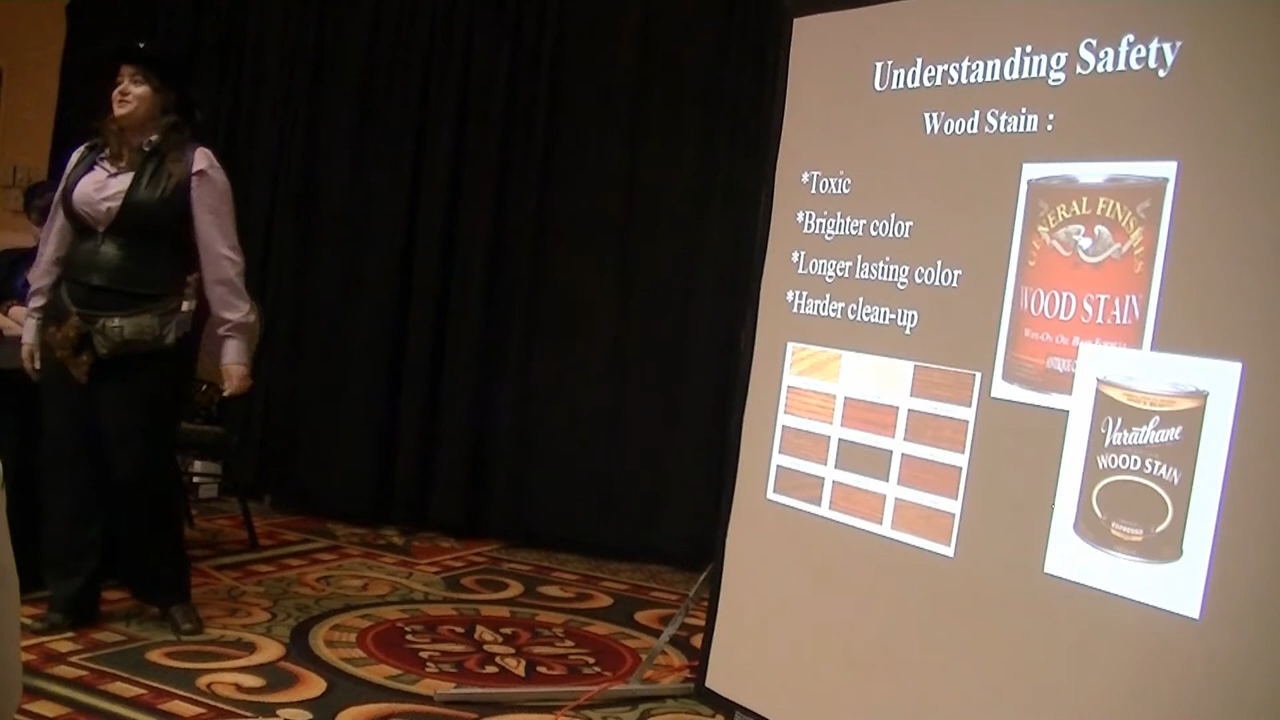 Understanding Safety
Wood Stain :
*Toxic
*Brighter color
*Longer lasting color
*Harder clean-up
GENERAL FINISHES
WOOD STAIN
Varathane
WOOD STAIN
ESPRESSO